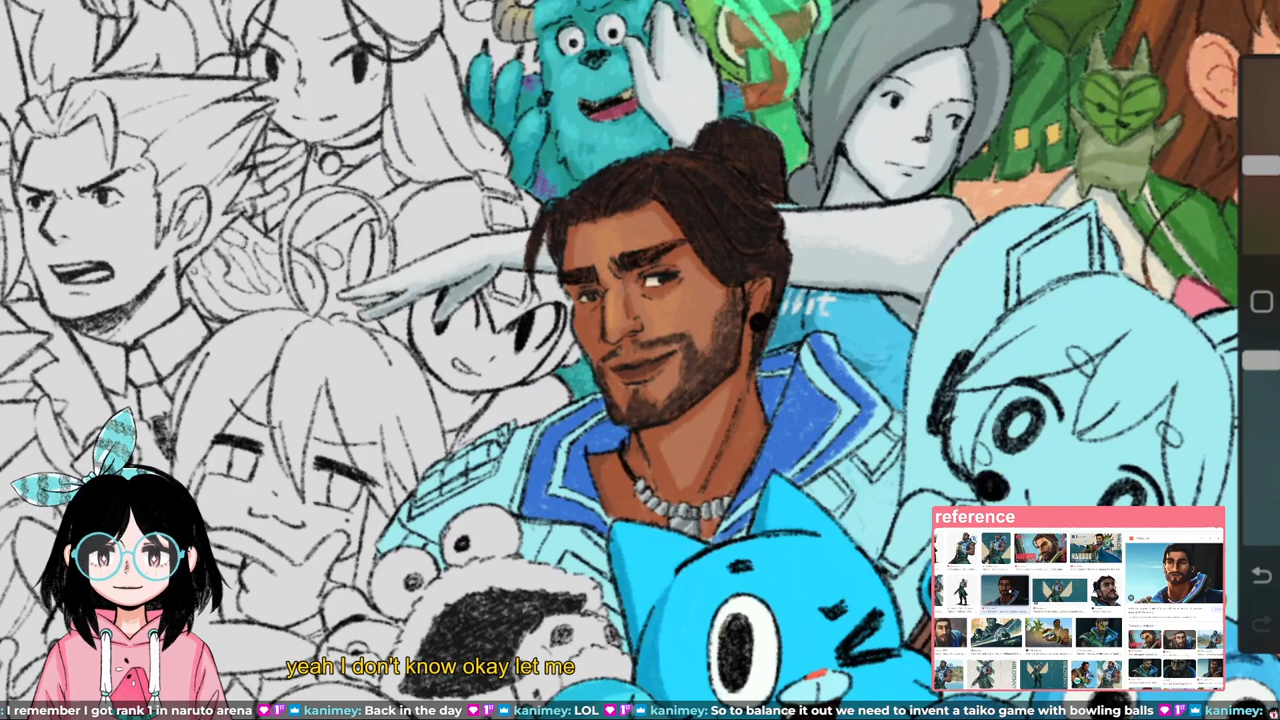 reference
yeah I don't know okay let me
: I remember I got rank 1 in naruto arena kanimey: Back in the day kanimey: LOL kanimey: So to balance it out we need to invent a taiko game with bowling balls kanimey: